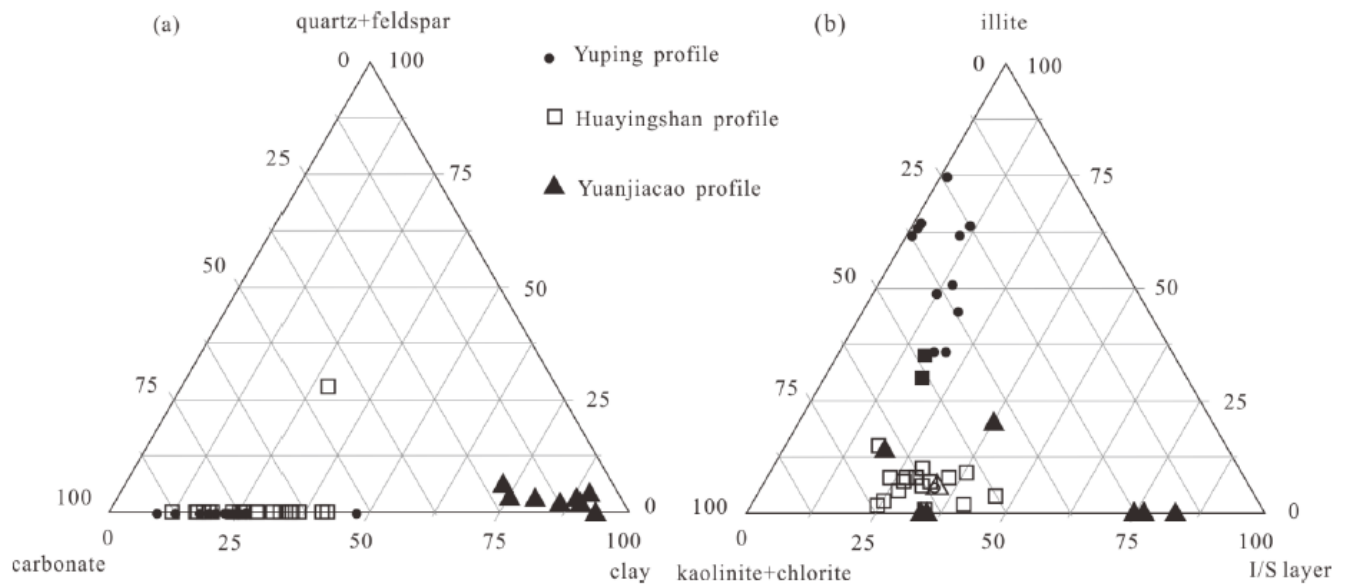 (a)
quartz+feldspar
0 100
25 75
50 50
75 25
100 0
0 25 50 75 100
carbonate clay
Yuping profile
Huayingshan profile
Yuanjiacao profile
(b)
illite
0 100
25 75
50 50
75 25
100 0
0 25 50 75 100
kaolinite+chlorite I/S layer